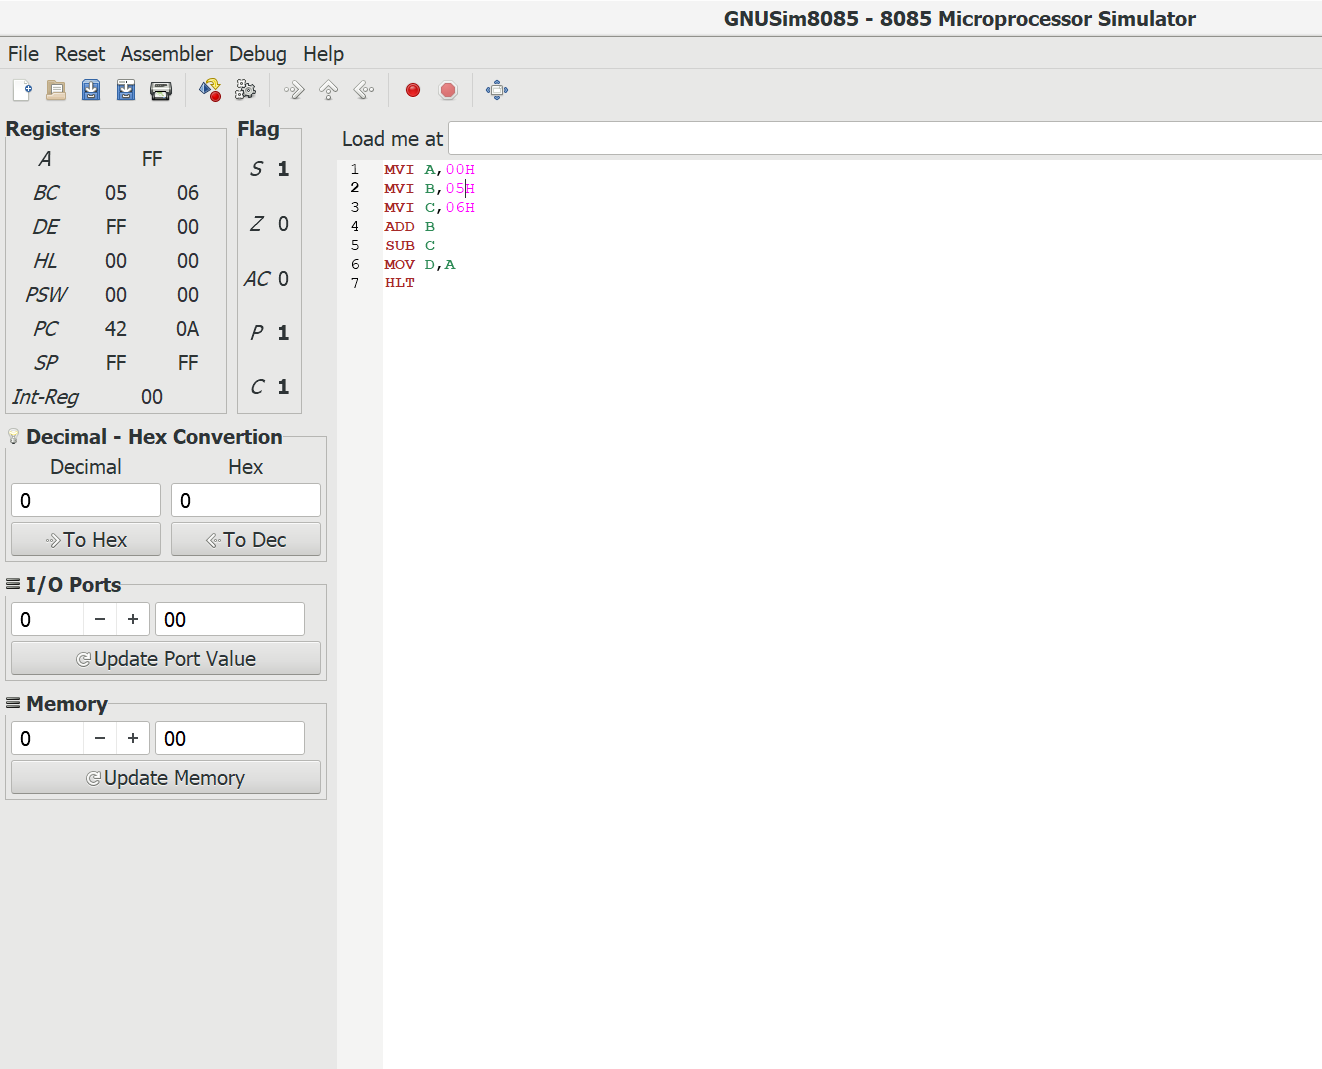 GNUSim8085 - 8085 Microprocessor Simulator
File Reset Assembler Debug Help
Registers
A FF
BC 05 06
DE FF 00
HL 00 00
PSW 00 00
PC 42 0A
SP FF FF
Int-Reg 00
Flag
S 1
Z 0
AC 0
P 1
C 1
Decimal - Hex Convertion
Decimal Hex
0 0
To Hex To Dec
I/O Ports
0 − + 00
Update Port Value
Memory
0 − + 00
Update Memory
Load me at
1 MVI A,00H
2 MVI B,05H
3 MVI C,06H
4 ADD B
5 SUB C
6 MOV D,A
7 HLT